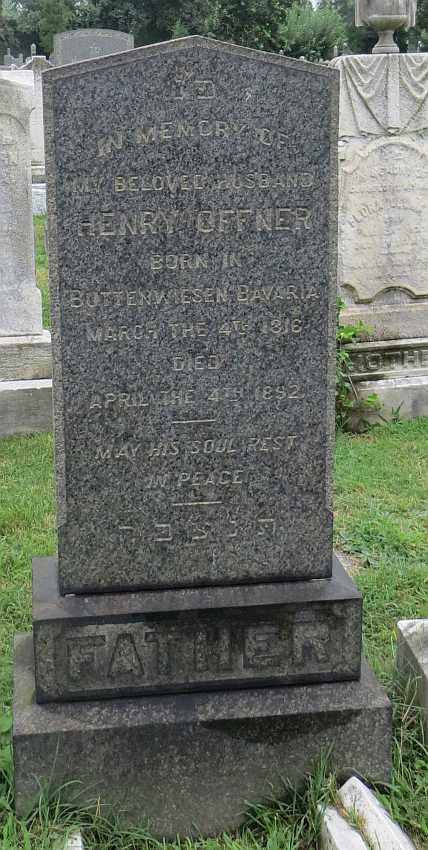 פ נ
IN MEMORY OF
MY BELOVED HUSBAND
HENRY OFFNER
BORN IN
BUTTENWIESEN, BAVARIA
MARCH THE 4TH 1816
DIED
APRIL THE 4TH 1892
MAY HIS SOUL REST
IN PEACE
ת נ צ ב ה
FATHER
ROTHE